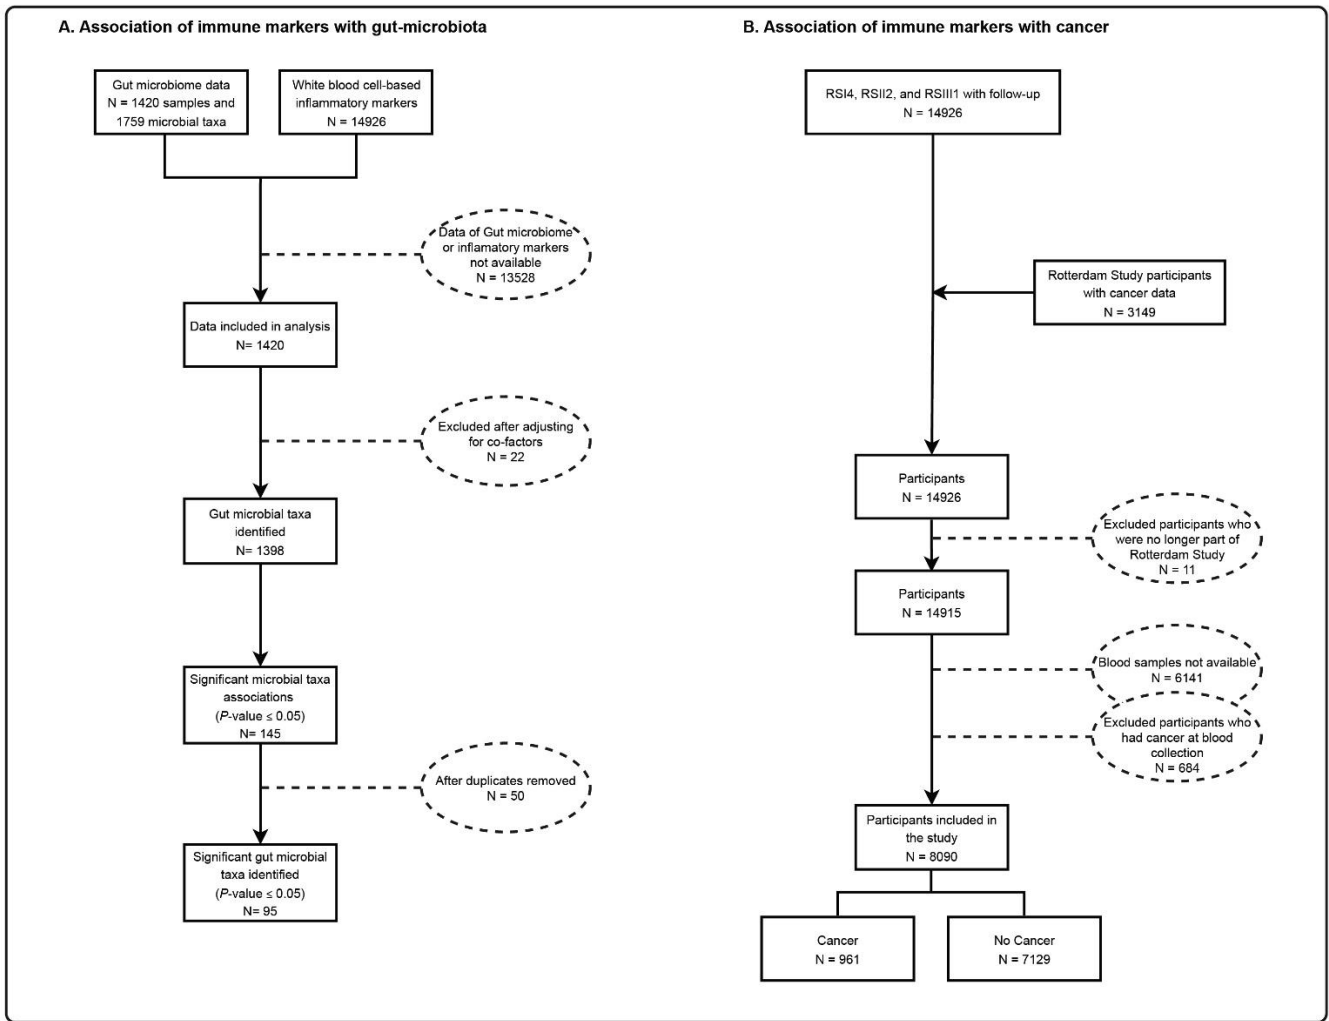 A. Association of immune markers with gut-microbiota
Gut microbiome data
N = 1420 samples and
1759 microbial taxa
White blood cell-based
inflammatory markers
N = 14926
Data of Gut microbiome
or inflamatory markers
not available
N = 13528
Data included in analysis
N= 1420
Excluded after adjusting
for co-factors
N = 22
Gut microbial taxa
identified
N= 1398
Significant microbial taxa
associations
(P-value ≤ 0.05)
N= 145
After duplicates removed
N = 50
Significant gut microbial
taxa identified
(P-value ≤ 0.05)
N= 95
B. Association of immune markers with cancer
RSI4, RSII2, and RSIII1 with follow-up
N = 14926
Rotterdam Study participants
with cancer data
N = 3149
Participants
N = 14926
Excluded participants who
were no longer part of
Rotterdam Study
N = 11
Participants
N = 14915
Blood samples not available
N = 6141
Excluded participants who
had cancer at blood
collection
N = 684
Participants included in
the study
N = 8090
Cancer
N = 961
No Cancer
N = 7129